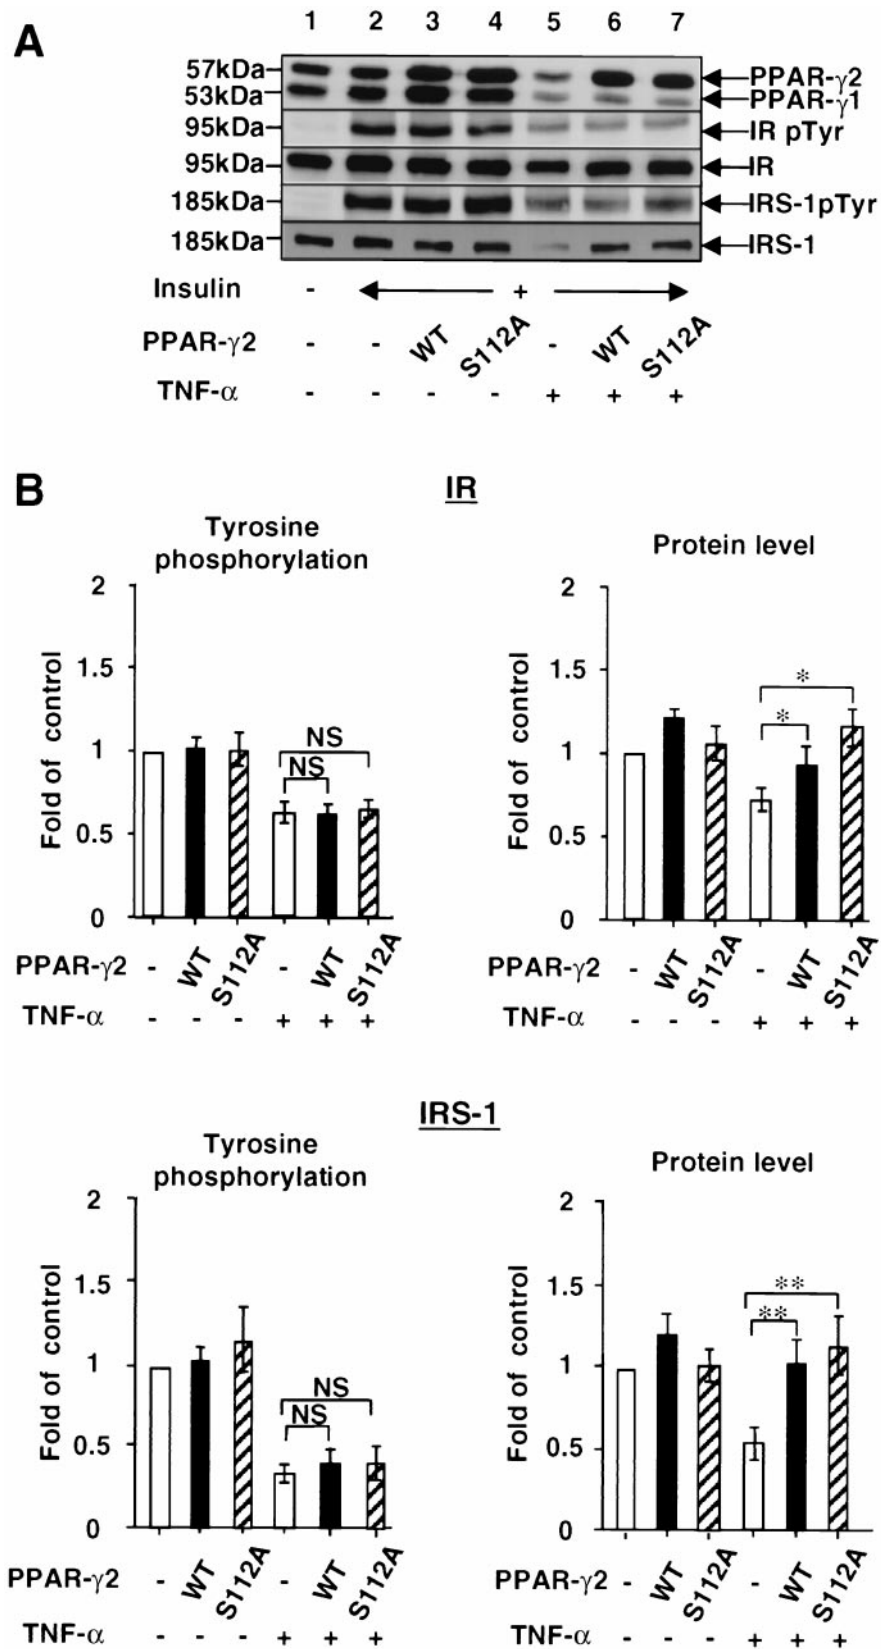 A
1 2 3 4 5 6 7
57kDa PPAR-γ2
53kDa PPAR-γ1
95kDa IR pTyr
95kDa IR
185kDa IRS-1pTyr
185kDa IRS-1
Insulin - +
PPAR-γ2 - - WT S112A - WT S112A
TNF-α - - - - + + +
B
IR
Tyrosine
phosphorylation
Fold of control
2
1.5
1
0.5
0
NS
NS
PPAR-γ2 - WT S112A - WT S112A
TNF-α - - - + + +
Protein level
Fold of control
2
1.5
1
0.5
0
*
*
PPAR-γ2 - WT S112A - WT S112A
TNF-α - - - + + +
IRS-1
Tyrosine
phosphorylation
Fold of control
2
1.5
1
0.5
0
NS
NS
PPAR-γ2 - WT S112A - WT S112A
TNF-α - - - + + +
Protein level
Fold of control
2
1.5
1
0.5
0
**
**
PPAR-γ2 - WT S112A - WT S112A
TNF-α - - - + + +